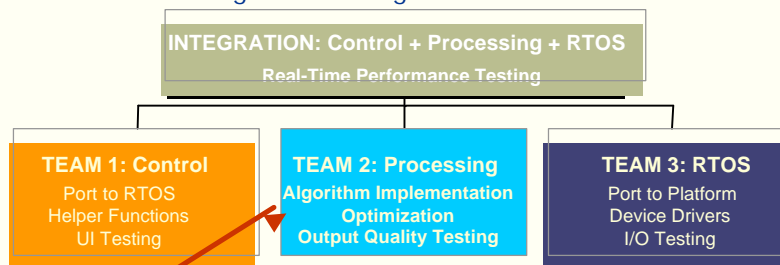 INTEGRATION: Control + Processing + RTOS
Real-Time Performance Testing
TEAM 1: Control
Port to RTOS
Helper Functions
UI Testing
TEAM 2: Processing
Algorithm Implementation
Optimization
Output Quality Testing
TEAM 3: RTOS
Port to Platform
Device Drivers
I/O Testing